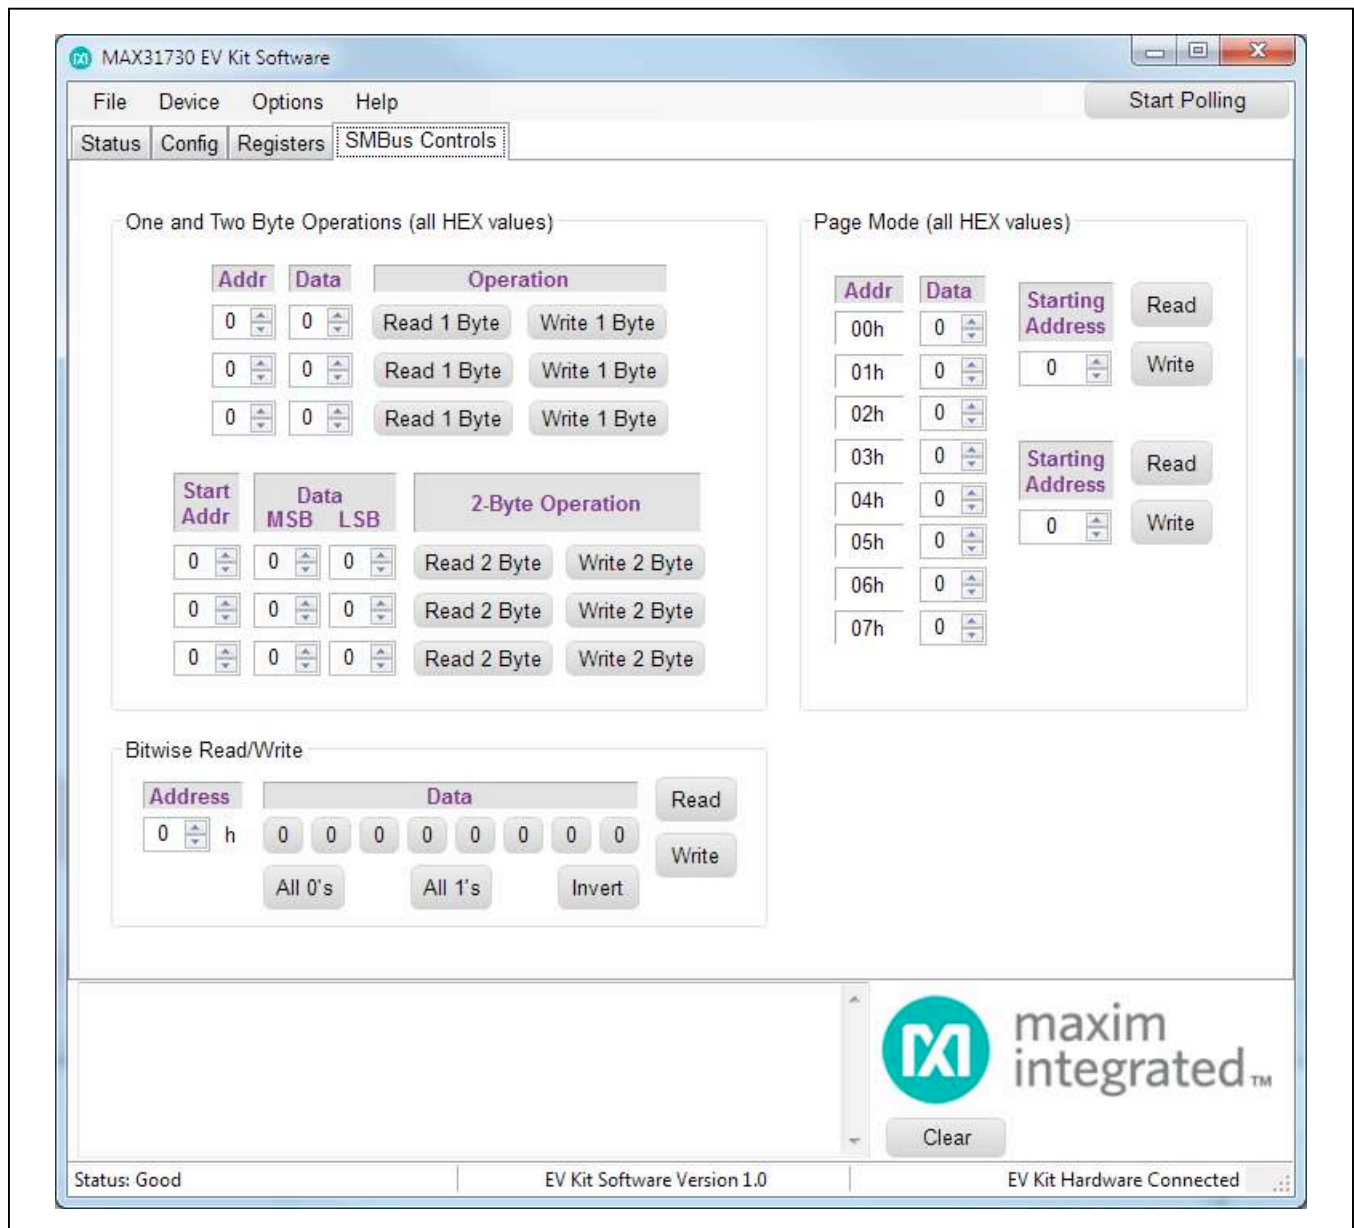 MAX31730 EV Kit Software
File Device Options Help Start Polling
Status Config Registers SMBus Controls
One and Two Byte Operations (all HEX values)
Addr Data Operation
0 0 Read 1 Byte Write 1 Byte
0 0 Read 1 Byte Write 1 Byte
0 0 Read 1 Byte Write 1 Byte
Start Addr Data MSB LSB 2-Byte Operation
0 0 0 Read 2 Byte Write 2 Byte
0 0 0 Read 2 Byte Write 2 Byte
0 0 0 Read 2 Byte Write 2 Byte
Page Mode (all HEX values)
Addr Data
00h 0
01h 0
02h 0
03h 0
04h 0
05h 0
06h 0
07h 0
Starting
Address
0
Read
Write
Starting
Address
0
Read
Write
Bitwise Read/Write
Address Data
0 h 0 0 0 0 0 0 0 0
All 0's All 1's Invert
Read
Write
maxim
integrated™
Clear
Status: Good EV Kit Software Version 1.0 EV Kit Hardware Connected